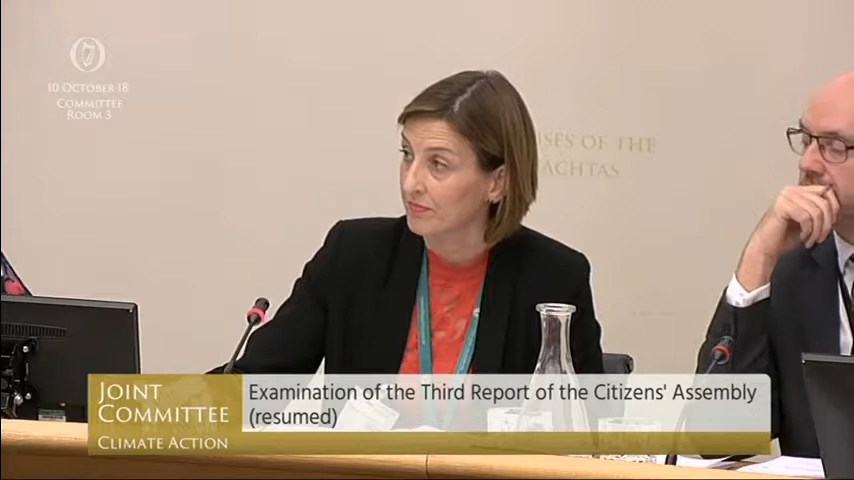 10 October 18
Committee
Room 3
SES OF THE
ACHTAS
Joint
Committee
Climate Action
Examination of the Third Report of the Citizens' Assembly
(resumed)